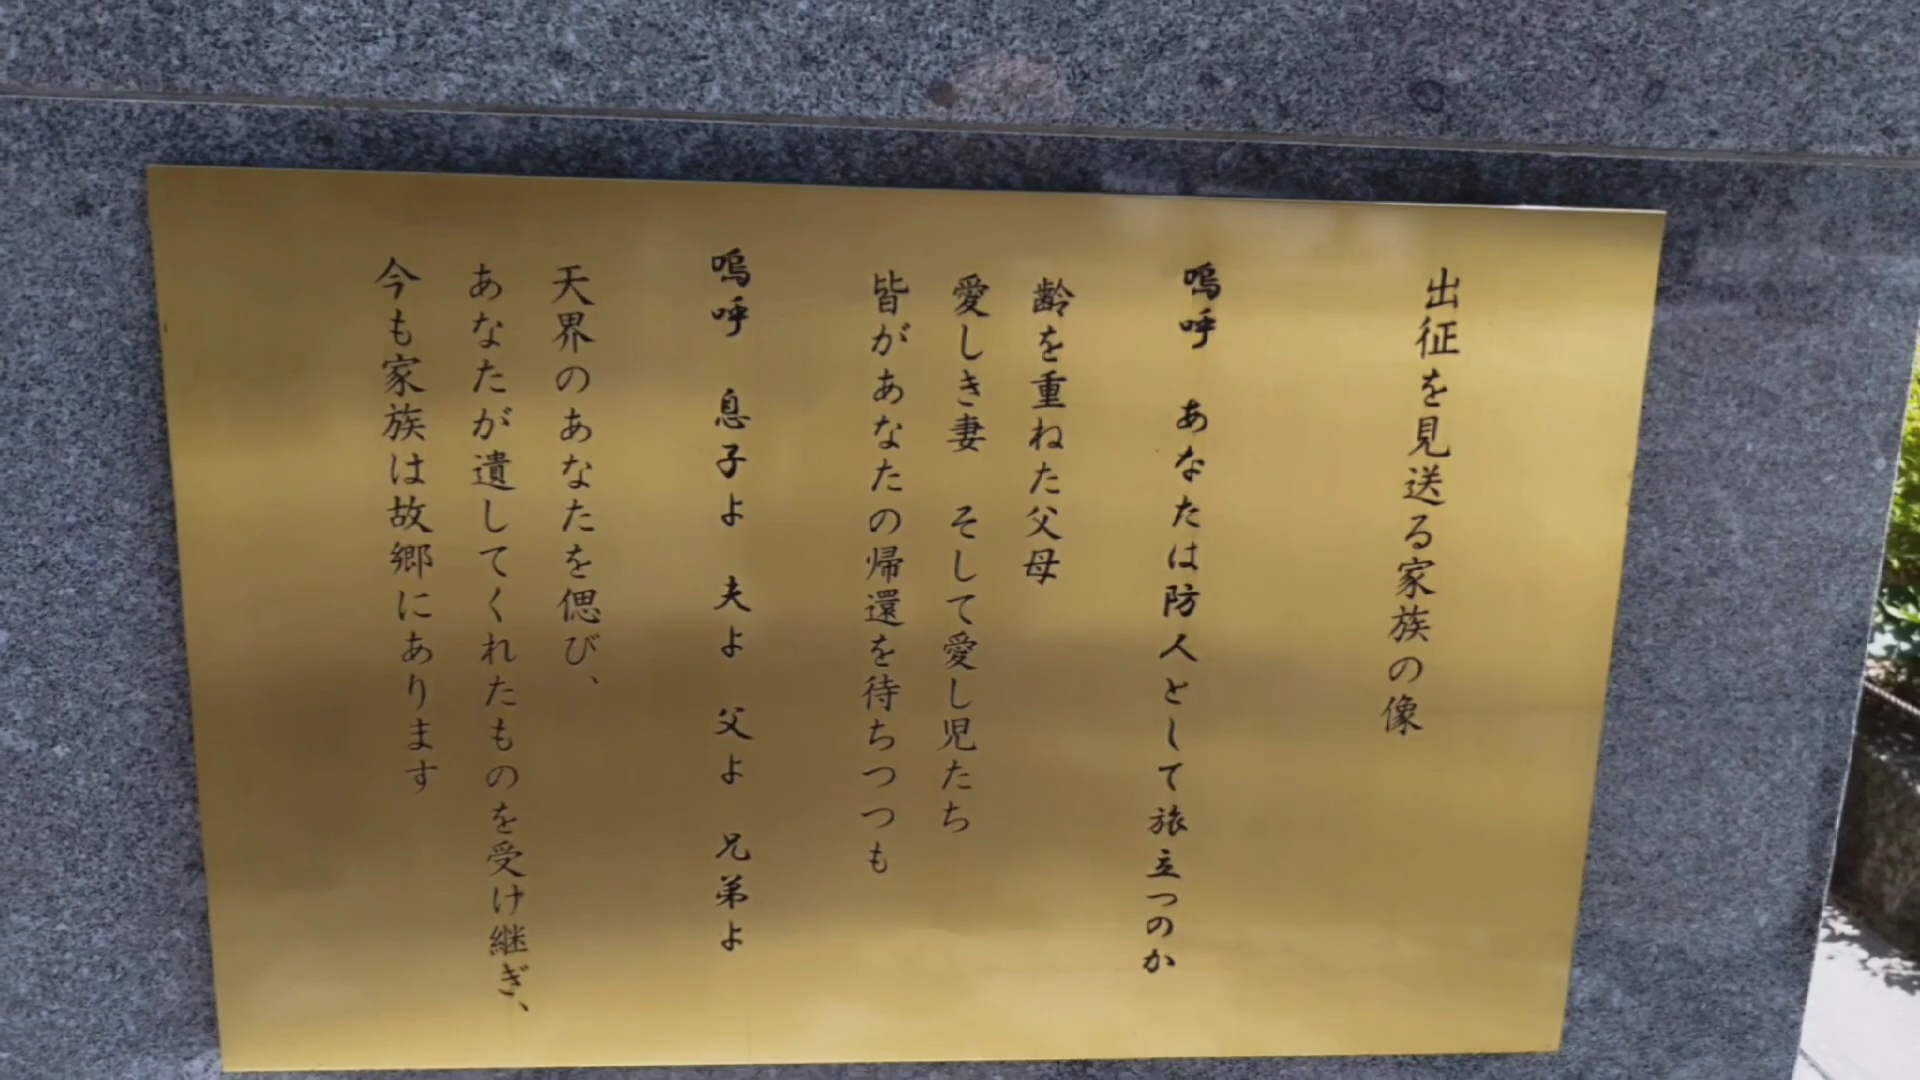 出征を見送る家族の像
嗚呼　あなたは防人として旅立つのか
齢を重ねた父母
愛しき妻　そして愛し児たち
皆があなたの帰還を待ちつつも
嗚呼　息子よ　夫よ　父よ　兄弟よ
天界のあなたを偲び、
あなたが遺してくれたものを受け継ぎ、
今も家族は故郷にあります